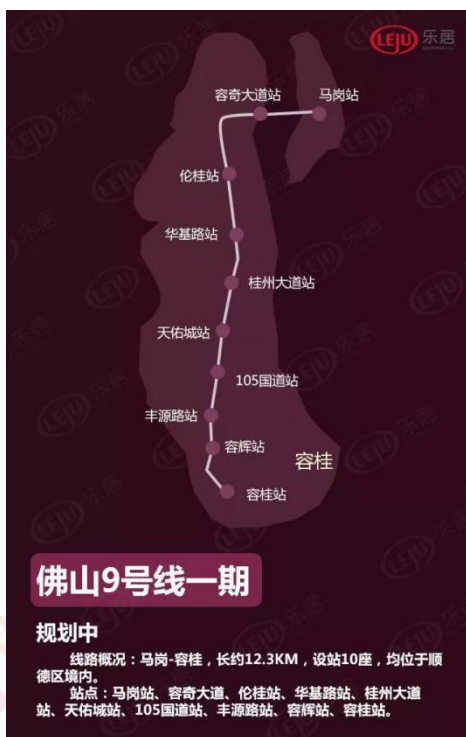 LEJU 乐居
容奇大道站
马岗站
伦桂站
华基路站
桂州大道站
天佑城站
105国道站
丰源路站
容辉站
容桂
容桂站
佛山9号线一期
规划中
线路概况：马岗-容桂，长约12.3KM，设站10座，均位于顺
德区境内。
站点：马岗站、容奇大道、伦桂站、华基路站、桂州大道
站、天佑城站、105国道站、丰源路站、容辉站、容桂站。